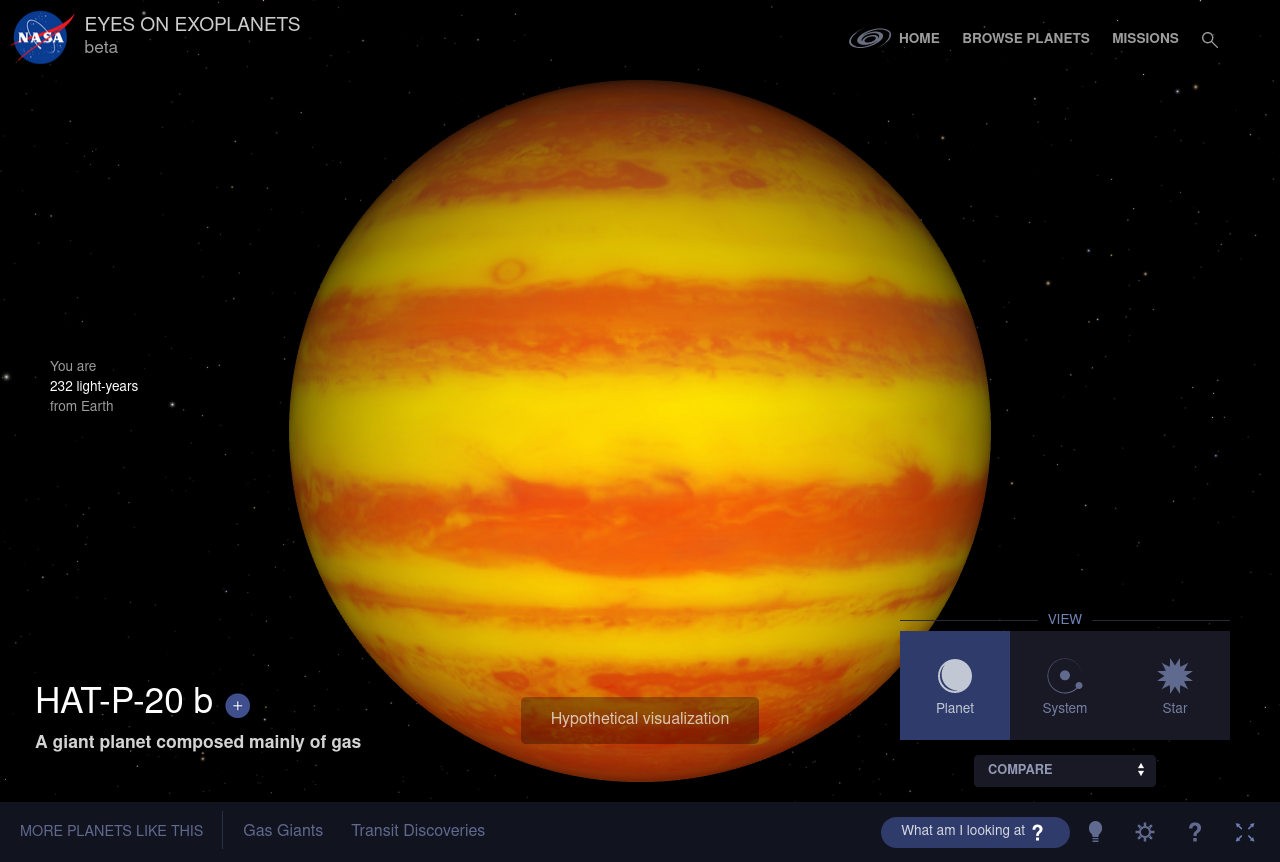 NASA
EYES ON EXOPLANETS
beta
HOME
BROWSE PLANETS
MISSIONS
You are
232 light-years
from Earth
VIEW
Planet
System
Star
HAT-P-20 b +
A giant planet composed mainly of gas
Hypothetical visualization
COMPARE
MORE PLANETS LIKE THIS
Gas Giants
Transit Discoveries
What am I looking at ?
?